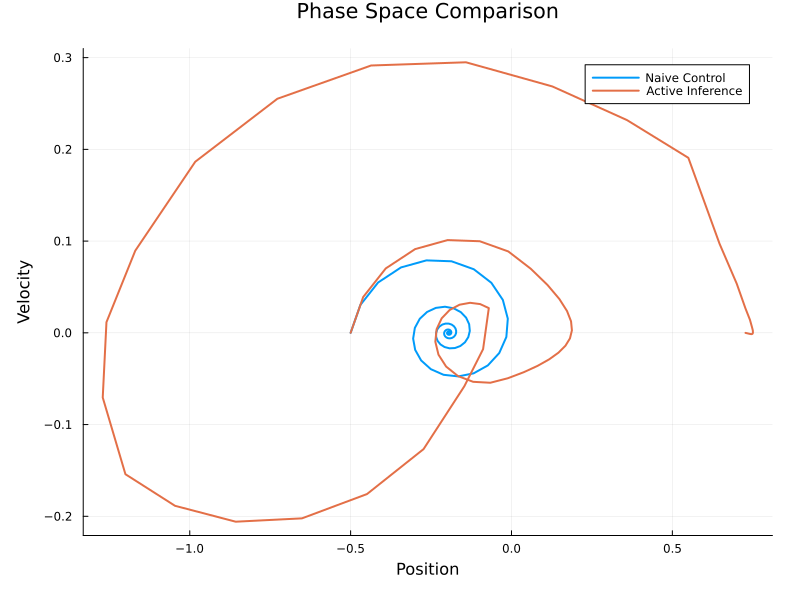 Phase Space Comparison
0.3
0.2
0.1
0.0
−0.1
−0.2
Velocity
Naive Control
Active Inference
−1.0
−0.5
0.0
0.5
Position